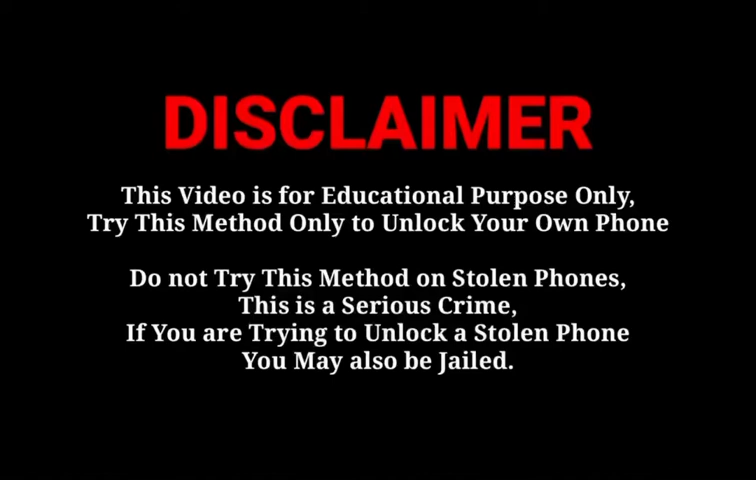 DISCLAIMER
This Video is for Educational Purpose Only,
Try This Method Only to Unlock Your Own Phone
Do not Try This Method on Stolen Phones,
This is a Serious Crime,
If You are Trying to Unlock a Stolen Phone
You May also be Jailed.